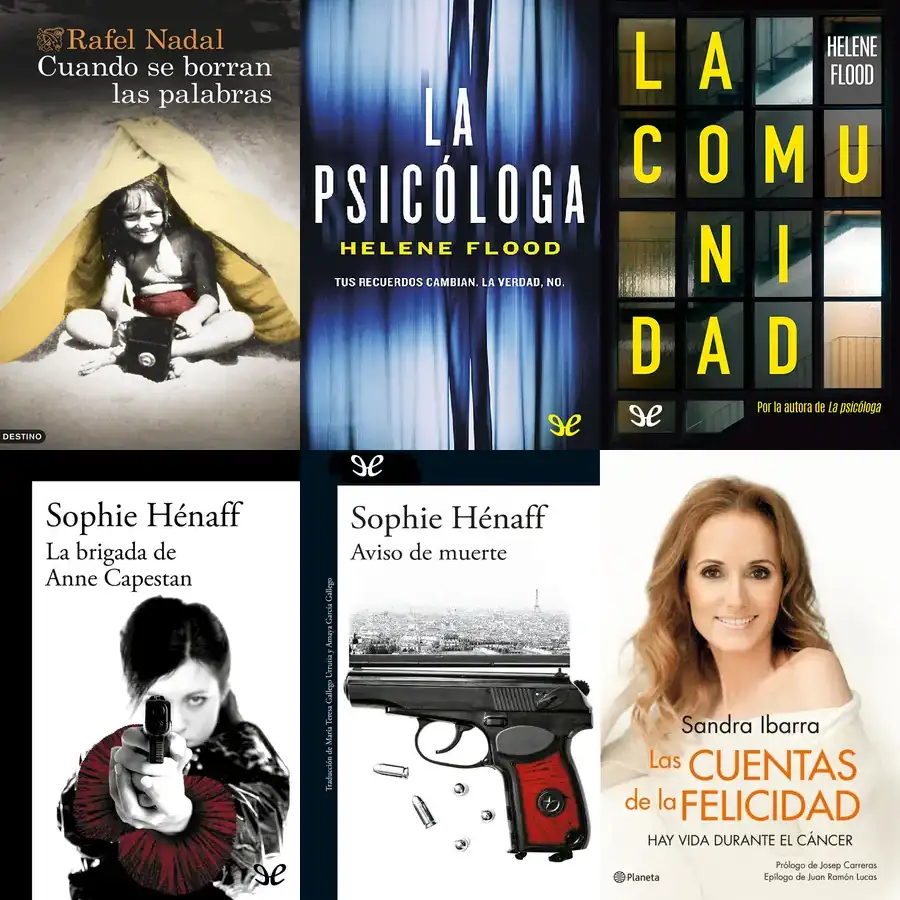 Rafel Nadal
Cuando se borran
las palabras
DESTINO
LA
PSICÓLOGA
HELENE FLOOD
TUS RECUERDOS CAMBIAN. LA VERDAD, NO.
LA
COMU
NI
DAD
HELENE
FLOOD
Por la autora de La psicóloga
Sophie Hénaff
La brigada de
Anne Capestan
Sophie Hénaff
Aviso de muerte
Traducción de María Teresa Gallego Urrutia y Amaya García Gallego
Sandra Ibarra
Las CUENTAS
de la FELICIDAD
HAY VIDA DURANTE EL CÁNCER
Prólogo de Josep Carreras
Epílogo de Juan Ramón Lucas
Planeta